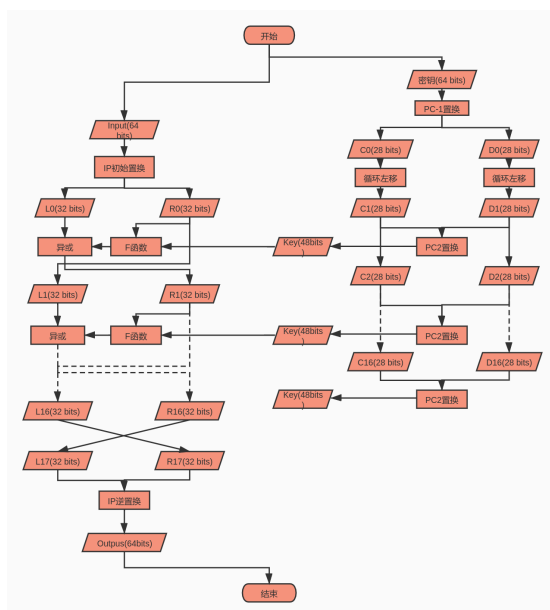 开始
密钥(64 bits)
PC-1置换
Input(64
bits)
IP初始置换
C0(28 bits)
D0(28 bits)
循环左移
循环左移
L0(32 bits)
R0(32 bits)
C1(28 bits)
D1(28 bits)
异或
F函数
Key(48bits
)
PC2置换
C2(28 bits)
D2(28 bits)
L1(32 bits)
R1(32 bits)
异或
F函数
Key(48bits
)
PC2置换
C16(28 bits)
D16(28 bits)
Key(48bits
)
PC2置换
L16(32 bits)
R16(32 bits)
L17(32 bits)
R17(32 bits)
IP逆置换
Outpus(64bits)
结束